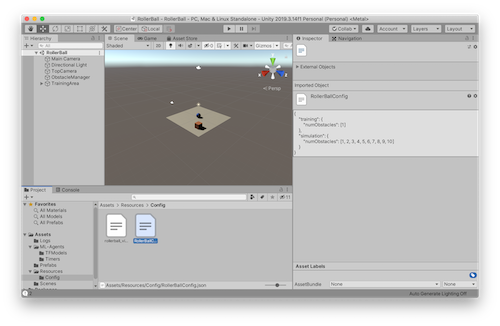 RollerBall - RollerBall - PC, Mac & Linux Standalone - Unity 2019.3.14f1 Personal (Personal) <Metal>
Center Local
Collab Account Layers Layout
Hierarchy
Scene Game Asset Store
Inspector Navigation
Shaded 2D Gizmos
All
RollerBall
Main Camera
Directional Light
TopCamera
ObstacleManager
TrainingArea
Persp
External Objects
Imported Object
RollerBallConfig
{
"training": {
"numObstacles": [1]
},
"simulation": {
"numObstacles": [1, 2, 3, 4, 5, 6, 7, 8, 9, 10]
}
}
Project Console
Favorites
All Materials
All Models
All Prefabs
Assets
Logs
ML-Agents
TFModels
Timers
Prefabs
Resources
Config
Scenes
Assets > Resources > Config
RollerBallC...
Assets/Resources/Config/RollerBallConfig.json
Asset Labels
AssetBundle None None
Auto Generate Lighting Off